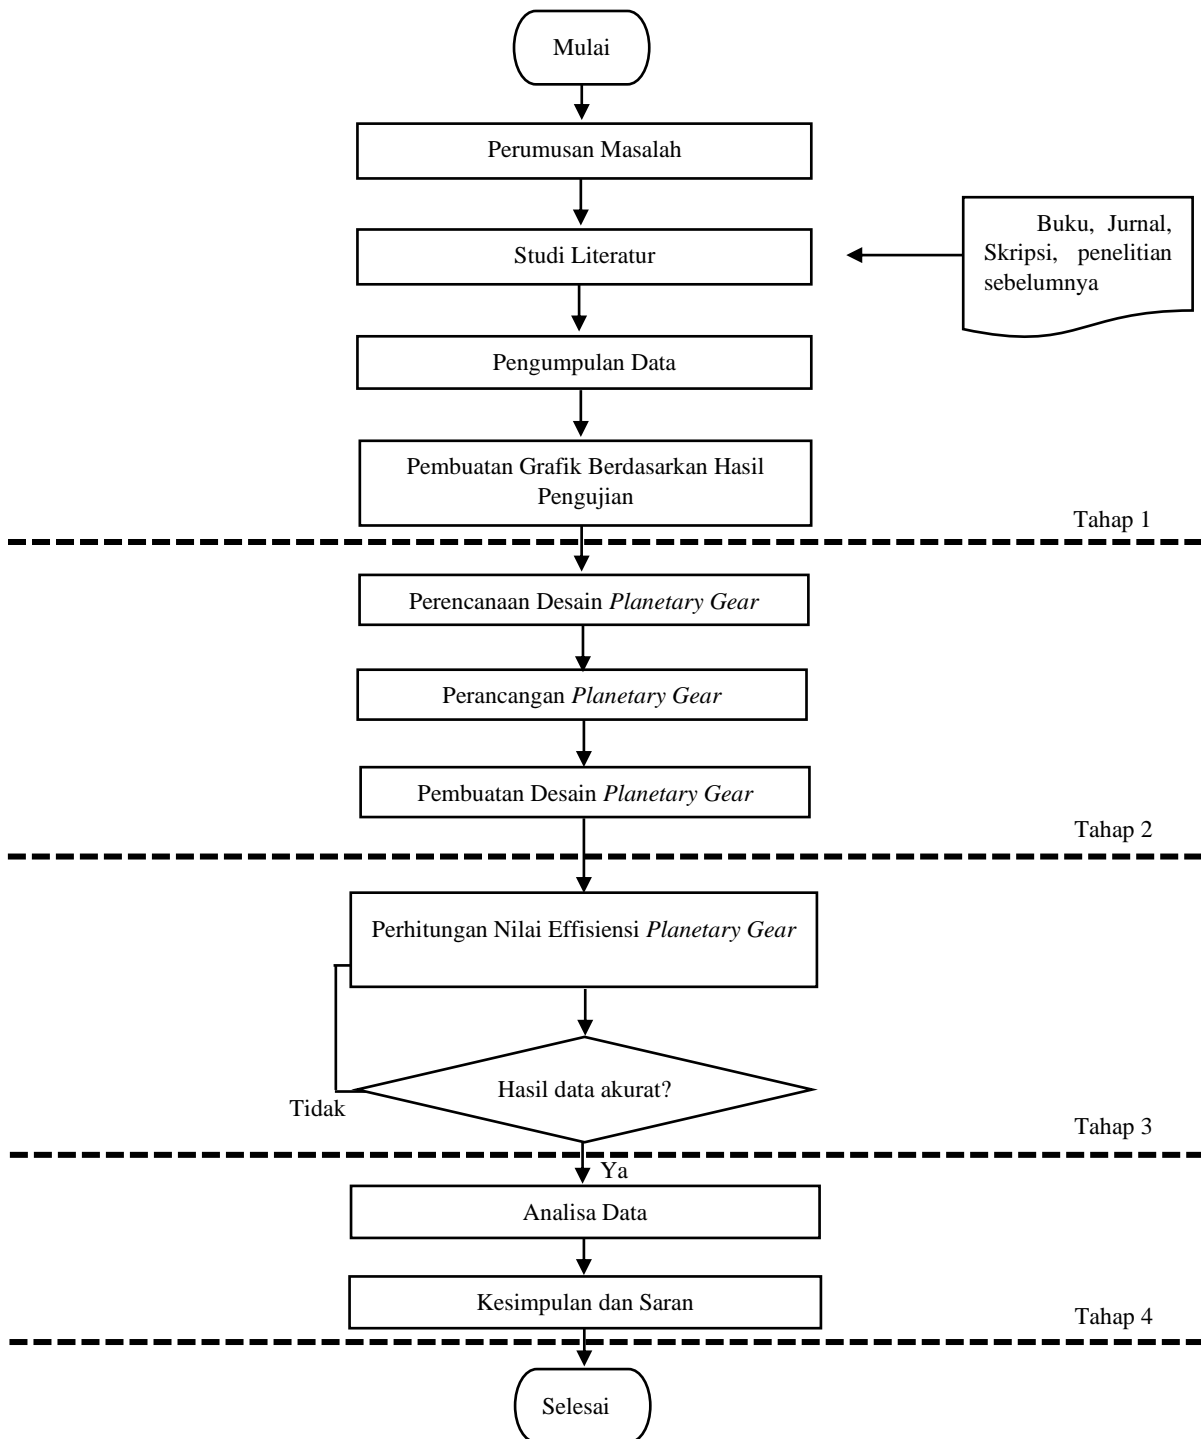 Mulai
Perumusan Masalah
Buku, Jurnal,
Skripsi, penelitian
sebelumnya
Studi Literatur
Pengumpulan Data
Pembuatan Grafik Berdasarkan Hasil
Pengujian
Tahap 1
Perencanaan Desain Planetary Gear
Perancangan Planetary Gear
Pembuatan Desain Planetary Gear
Tahap 2
Perhitungan Nilai Effisiensi Planetary Gear
Hasil data akurat?
Tidak
Tahap 3
Ya
Analisa Data
Kesimpulan dan Saran
Tahap 4
Selesai